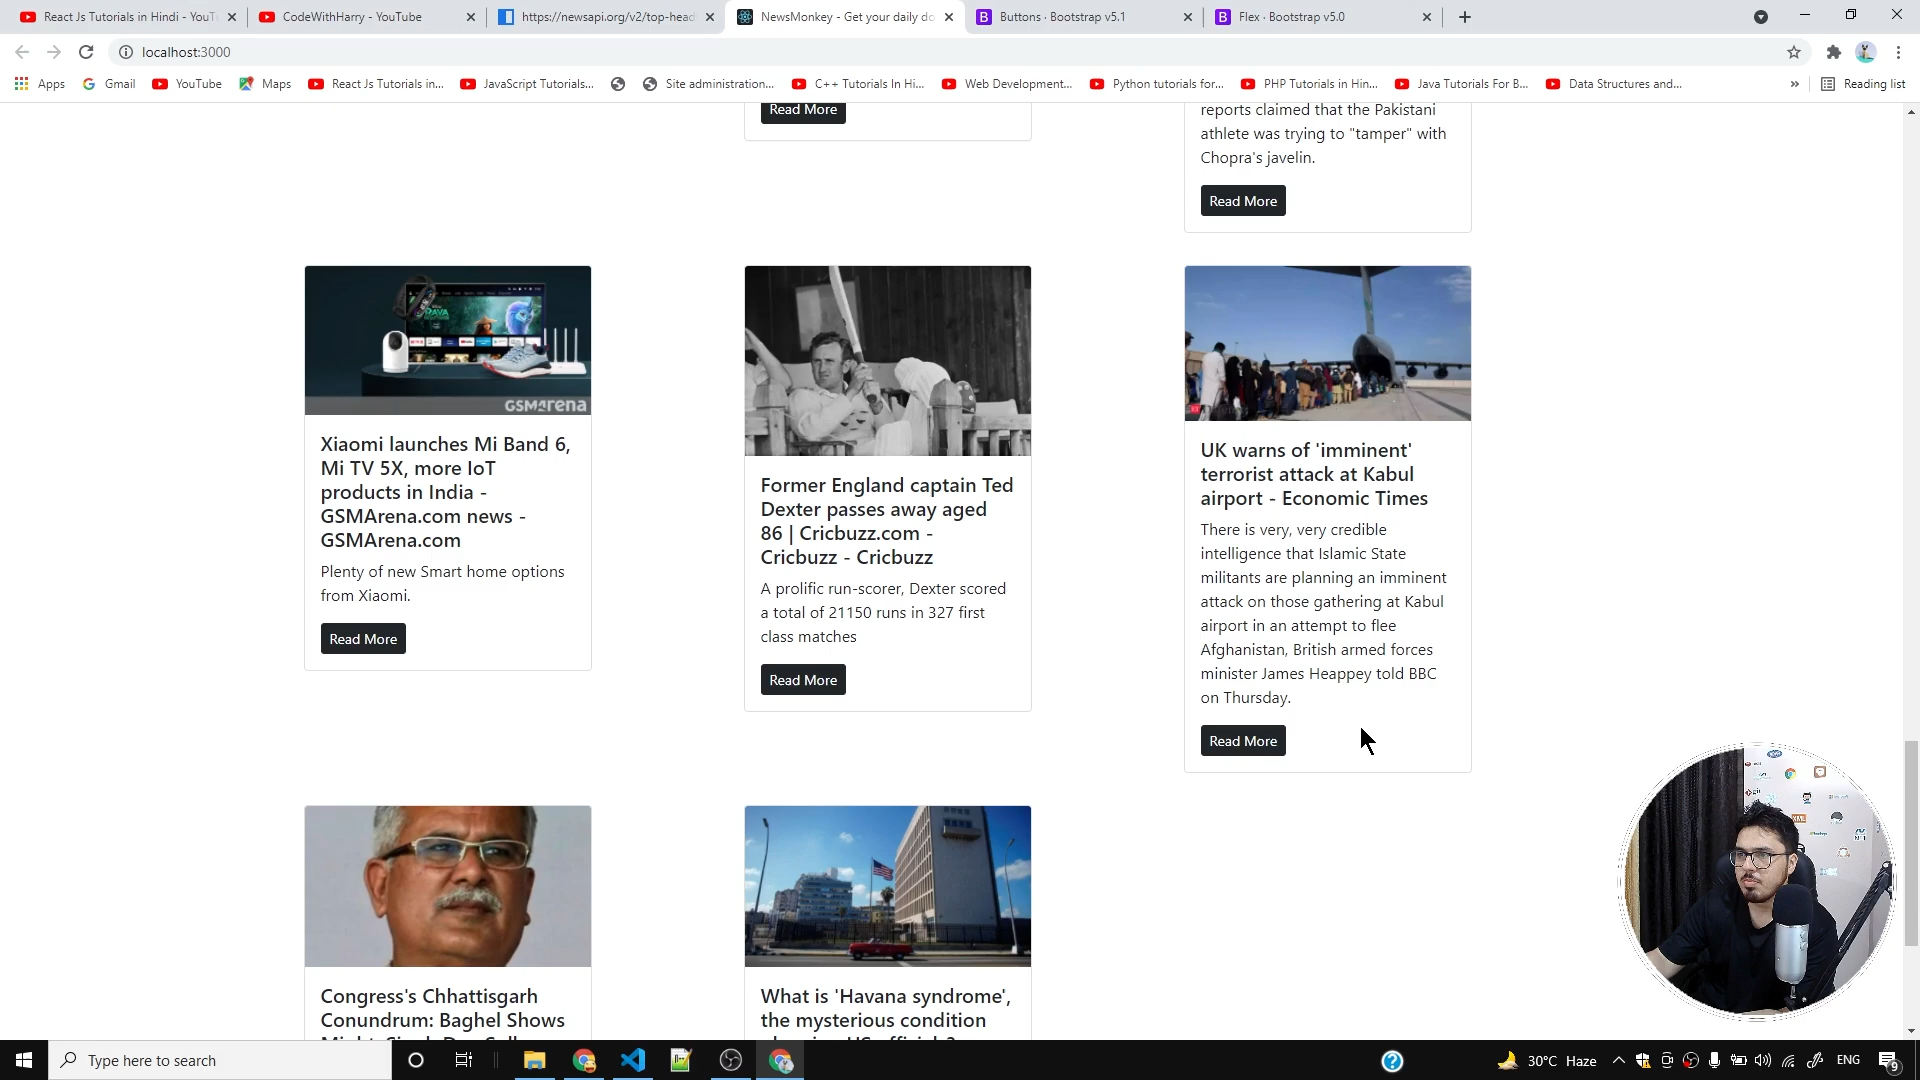 React Js Tutorials in Hindi - YouT
CodeWithHarry - YouTube
https://newsapi.org/v2/top-head
NewsMonkey - Get your daily do
Buttons · Bootstrap v5.1
Flex · Bootstrap v5.0
localhost:3000
Apps
Gmail
YouTube
Maps
React Js Tutorials in...
JavaScript Tutorials...
Site administration...
C++ Tutorials In Hi...
Web Development...
Python tutorials for...
PHP Tutorials in Hin...
Java Tutorials For B...
Data Structures and...
»
Reading list
Read More
reports claimed that the Pakistani
athlete was trying to "tamper" with
Chopra's javelin.
Read More
GSMArena
Xiaomi launches Mi Band 6,
Mi TV 5X, more IoT
products in India -
GSMArena.com news -
GSMArena.com
Plenty of new Smart home options
from Xiaomi.
Read More
Former England captain Ted
Dexter passes away aged
86 | Cricbuzz.com -
Cricbuzz - Cricbuzz
A prolific run-scorer, Dexter scored
a total of 21150 runs in 327 first
class matches
Read More
UK warns of 'imminent'
terrorist attack at Kabul
airport - Economic Times
There is very, very credible
intelligence that Islamic State
militants are planning an imminent
attack on those gathering at Kabul
airport in an attempt to flee
Afghanistan, British armed forces
minister James Heappey told BBC
on Thursday.
Read More
Congress's Chhattisgarh
Conundrum: Baghel Shows
What is 'Havana syndrome',
the mysterious condition
Type here to search
30°C Haze
ENG
9